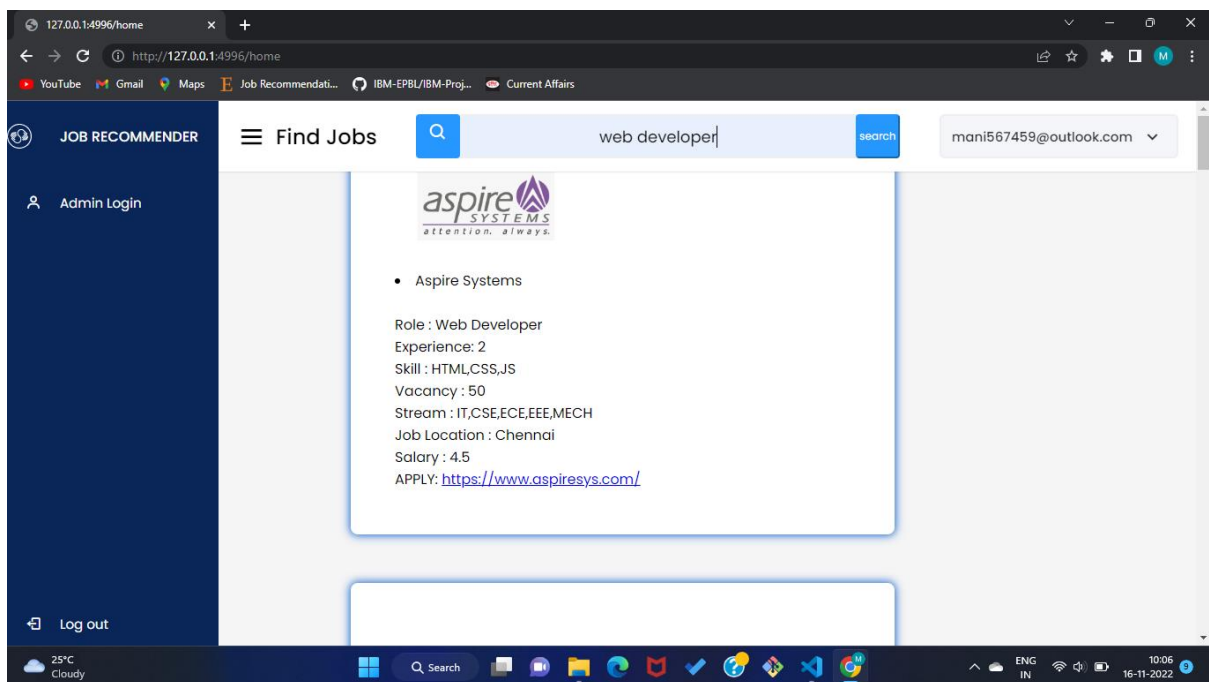 127.0.0.1:4996/home
http://127.0.0.1:4996/home
YouTube Gmail Maps Job Recommendati... IBM-EPBL/IBM-Proj... Current Affairs
JOB RECOMMENDER
Find Jobs
web developer
search
mani567459@outlook.com
Admin Login
aspire
SYSTEMS
attention. always.
Aspire Systems
Role : Web Developer
Experience: 2
Skill : HTML,CSS,JS
Vacancy : 50
Stream : IT,CSE,ECE,EEE,MECH
Job Location : Chennai
Salary : 4.5
APPLY: https://www.aspiresys.com/
Log out
25°C
Cloudy
Search
ENG
IN
10:06
16-11-2022
9
M